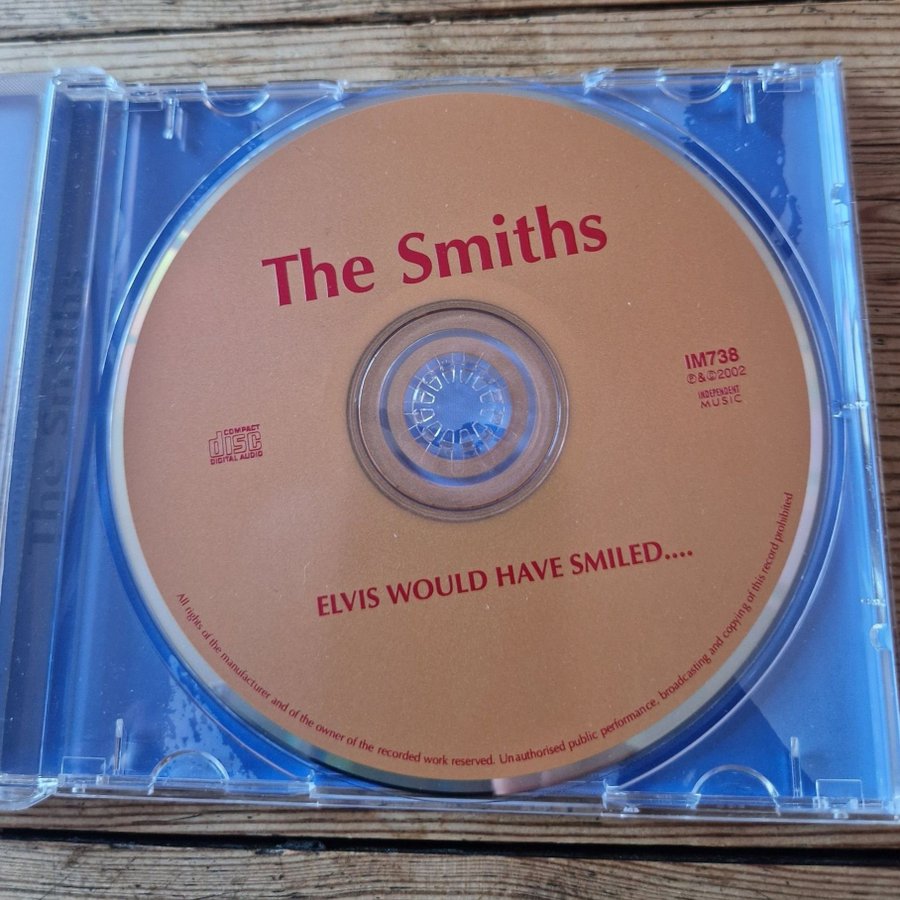 The Smiths
The Smiths
IM738
℗&©2002
INDEPENDENT
MUSIC
COMPACT
disc
DIGITAL AUDIO
ELVIS WOULD HAVE SMILED....
All rights of the manufacturer and of the owner of the recorded work reserved. Unauthorised public performance, broadcasting and copying of this record prohibited